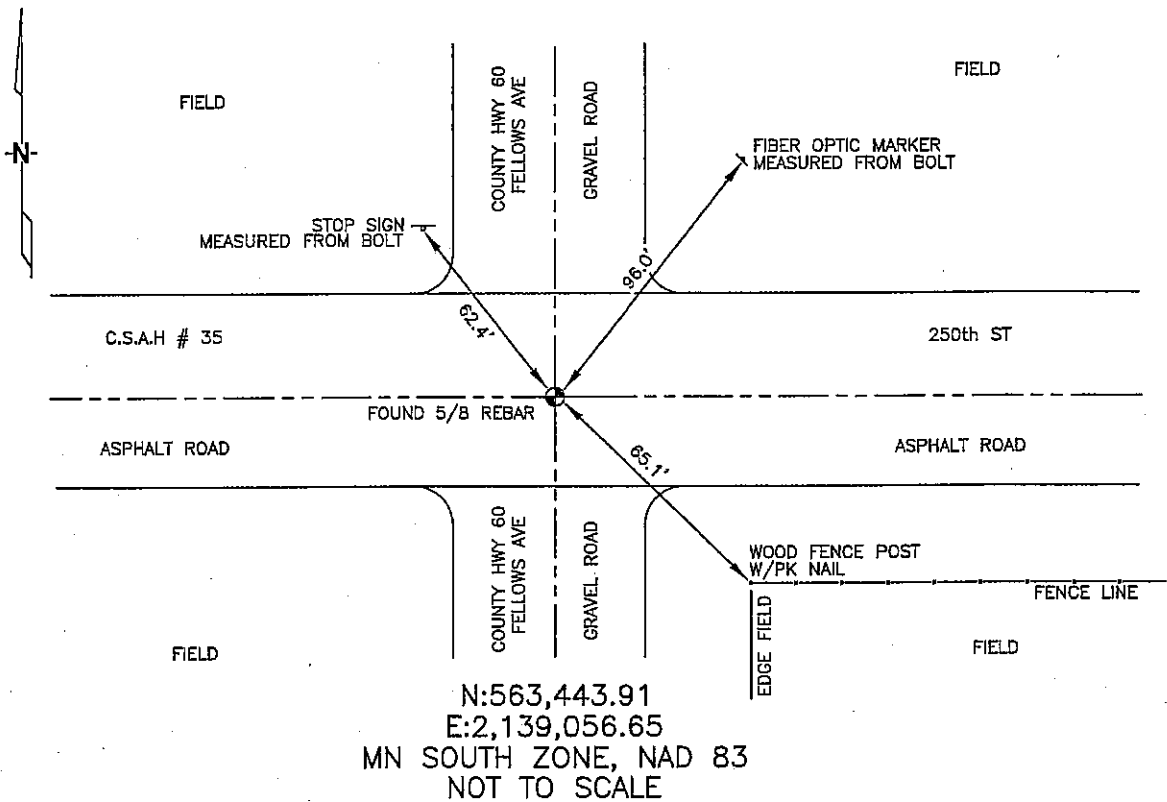 FIELD
FIELD
N
COUNTY HWY 60
FELLOWS AVE
GRAVEL ROAD
FIBER OPTIC MARKER
MEASURED FROM BOLT
STOP SIGN
MEASURED FROM BOLT
96.0'
62.4'
C.S.A.H # 35
250th ST
FOUND 5/8 REBAR
ASPHALT ROAD
ASPHALT ROAD
65.1'
COUNTY HWY 60
FELLOWS AVE
GRAVEL ROAD
WOOD FENCE POST
W/PK NAIL
FENCE LINE
EDGE FIELD
FIELD
FIELD
N:563,443.91
E:2,139,056.65
MN SOUTH ZONE, NAD 83
NOT TO SCALE